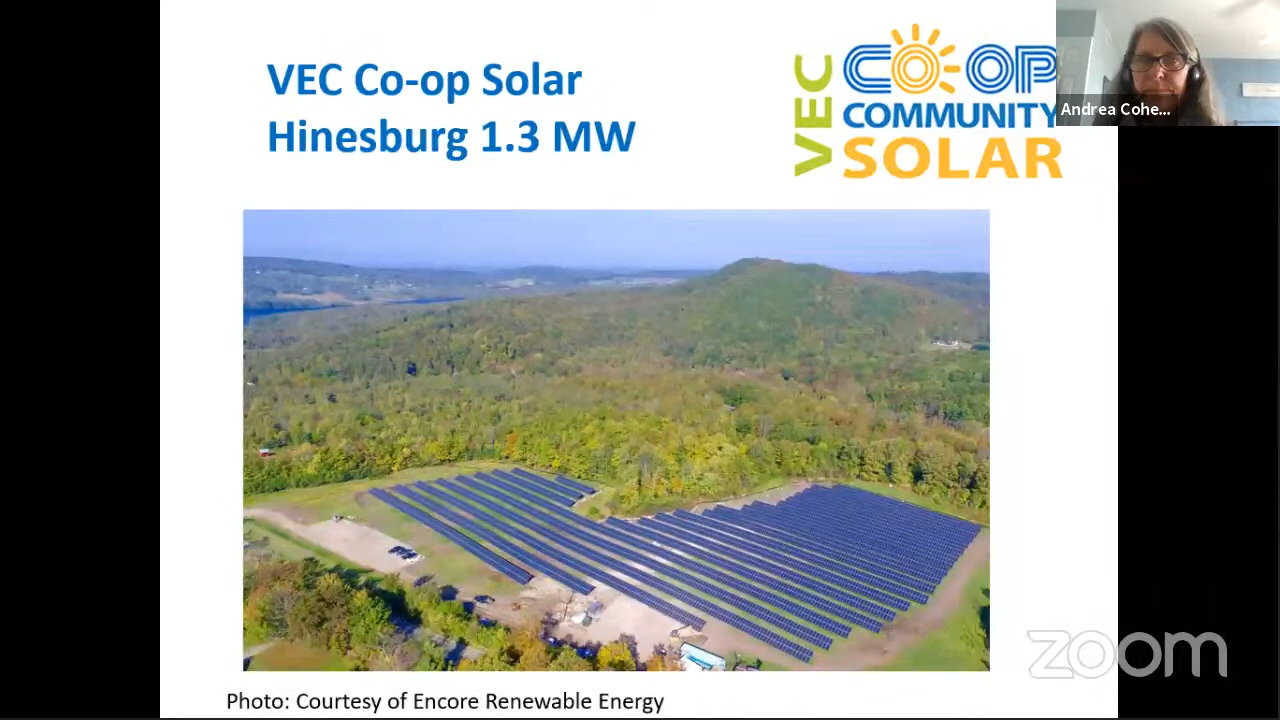 VEC Co-op Solar
Hinesburg 1.3 MW
VEC
CO-OP
COMMUNITY
SOLAR
Andrea Cohe...
zoom
Photo: Courtesy of Encore Renewable Energy